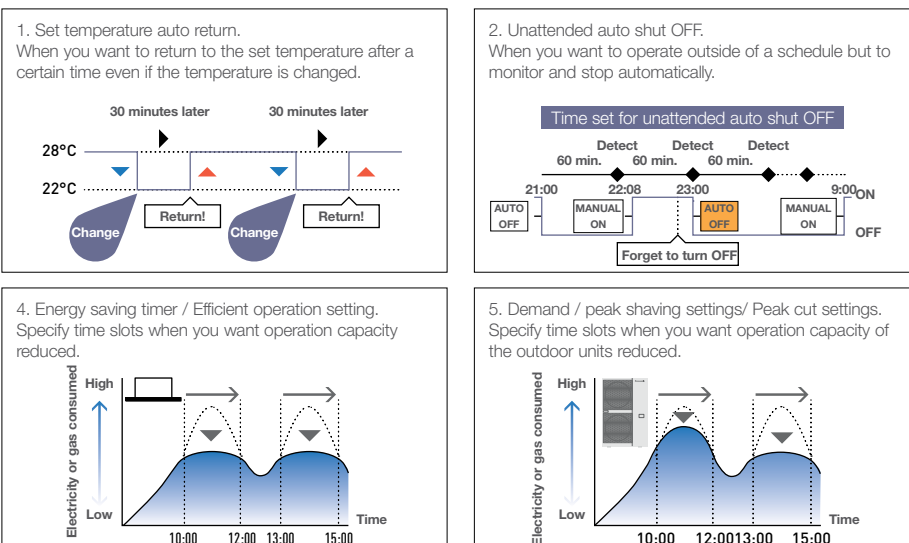 1. Set temperature auto return.
When you want to return to the set temperature after a
certain time even if the temperature is changed.
30 minutes later
30 minutes later
28°C
22°C
Change
Return!
Change
Return!
2. Unattended auto shut OFF.
When you want to operate outside of a schedule but to
monitor and stop automatically.
Time set for unattended auto shut OFF
Detect
Detect
Detect
60 min.
60 min.
60 min.
21:00
22:08
23:00
9:00
ON
AUTO
OFF
MANUAL
ON
AUTO
OFF
MANUAL
ON
OFF
Forget to turn OFF
4. Energy saving timer / Efficient operation setting.
Specify time slots when you want operation capacity
reduced.
Electricity or gas consumed
High
Low
Time
10:00
12:00
13:00
15:00
5. Demand / peak shaving settings/ Peak cut settings.
Specify time slots when you want operation capacity of
the outdoor units reduced.
Electricity or gas consumed
High
Low
Time
10:00
12:00
13:00
15:00